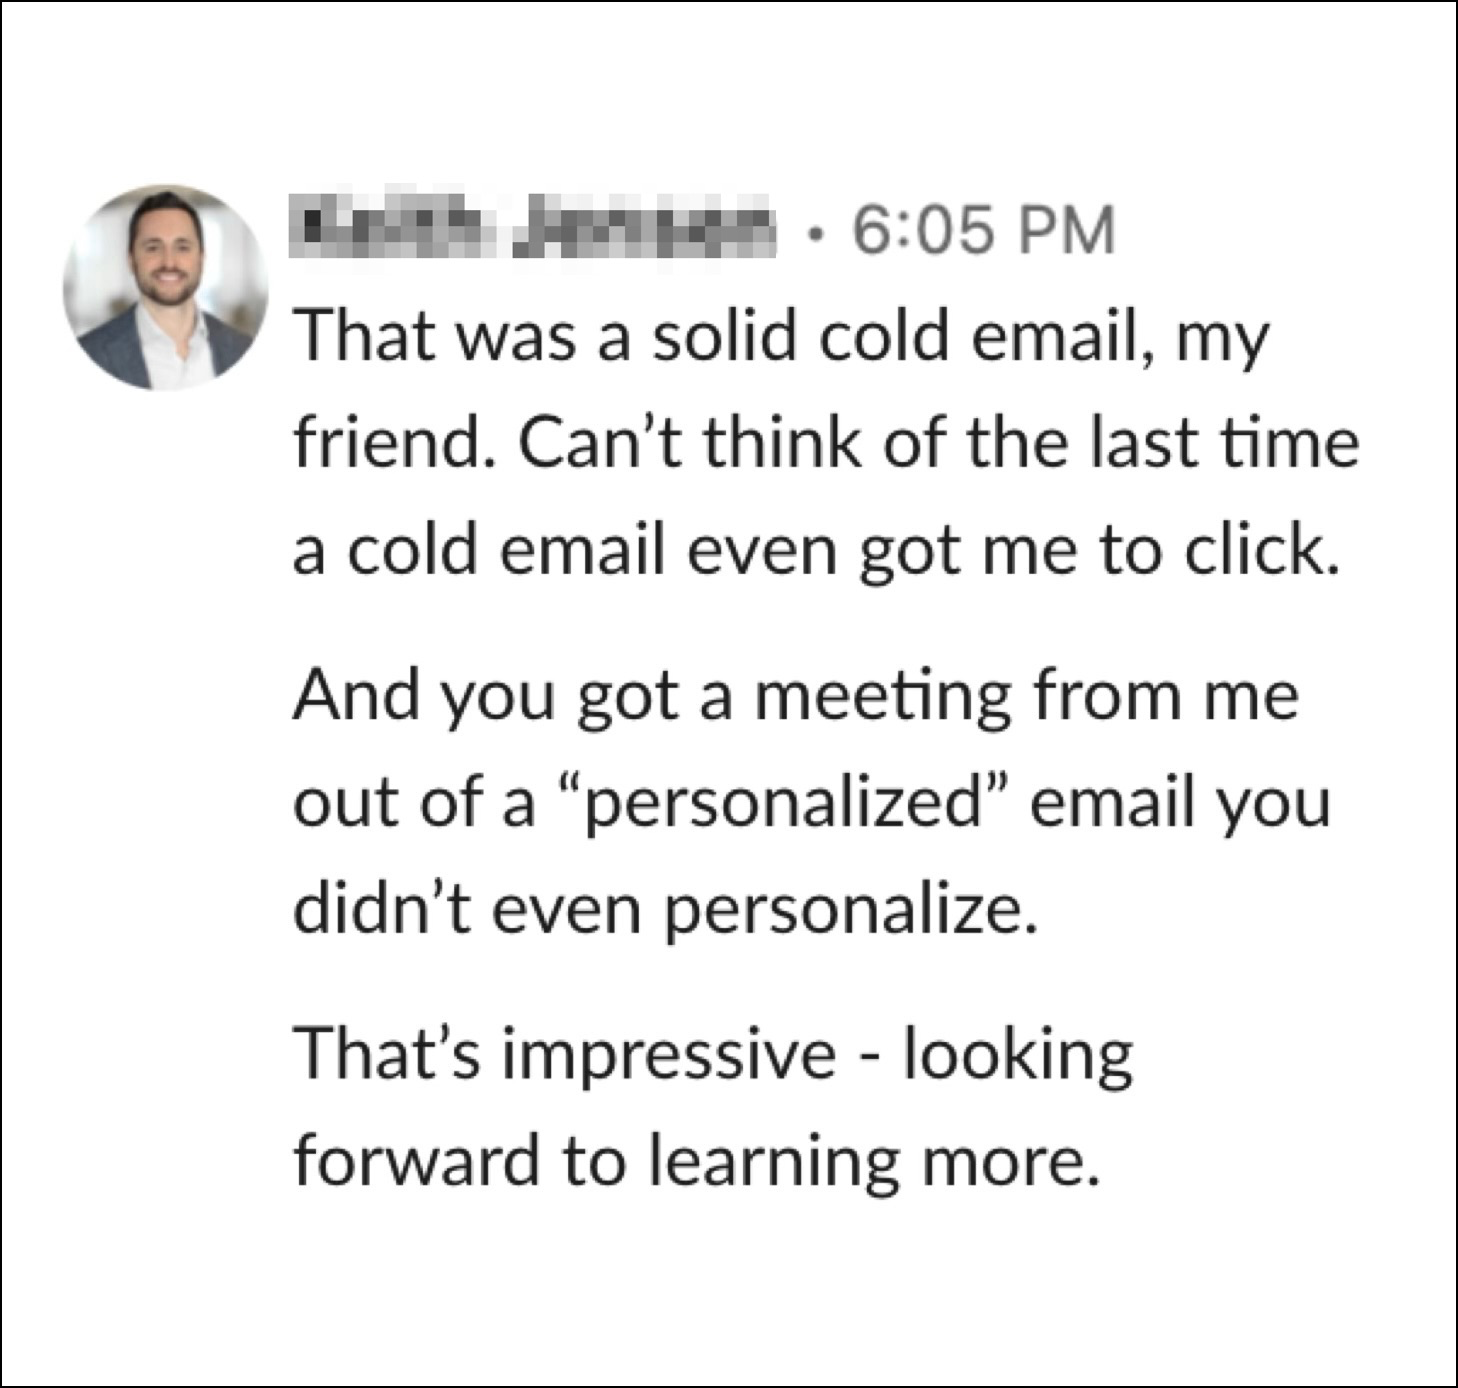 · 6:05 PM
That was a solid cold email, my
friend. Can’t think of the last time
a cold email even got me to click.
And you got a meeting from me
out of a “personalized” email you
didn’t even personalize.
That’s impressive - looking
forward to learning more.